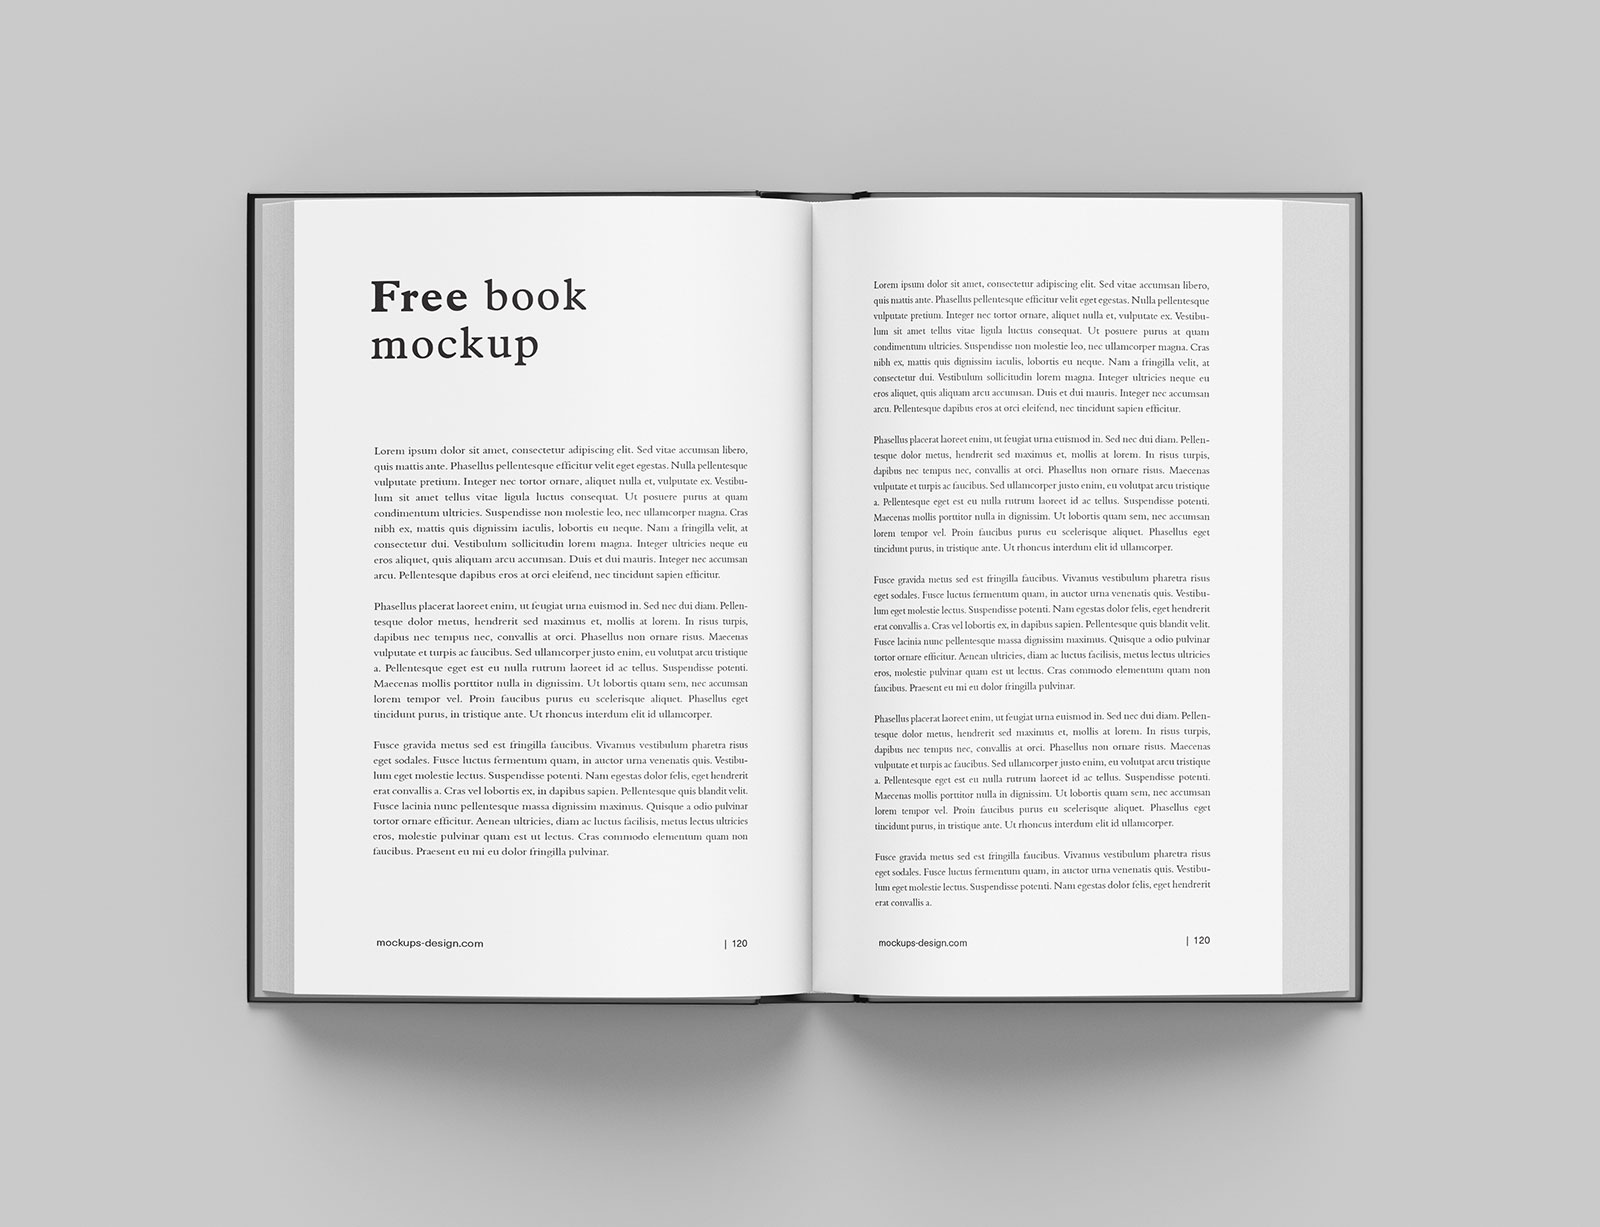 Free book
mockup
Lorem ipsum dolor sit amet, consectetur adipiscing elit. Sed vitae accumsan libero,
quis mattis ante. Phasellus pellentesque efficitur velit eget egestas. Nulla pellentesque
vulputate pretium. Integer nec tortor ornare, aliquet nulla et, vulputate ex. Vestibu-
lum sit amet tellus vitae ligula luctus consequat. Ut posuere purus at quam
condimentum ultricies. Suspendisse non molestie leo, nec ullamcorper magna. Cras
nibh ex, mattis quis dignissim iaculis, lobortis eu neque. Nam a fringilla velit, at
consectetur dui. Vestibulum sollicitudin lorem magna. Integer ultricies neque eu
eros aliquet, quis aliquam arcu accumsan. Duis et dui mauris. Integer nec accumsan
arcu. Pellentesque dapibus eros at orci eleifend, nec tincidunt sapien efficitur.
Phasellus placerat laoreet enim, ut feugiat urna euismod in. Sed nec dui diam. Pellen-
tesque dolor metus, hendrerit sed maximus et, mollis at lorem. In risus turpis,
dapibus nec tempus nec, convallis at orci. Phasellus non ornare risus. Maecenas
vulputate et turpis ac faucibus. Sed ullamcorper justo enim, eu volutpat arcu tristique
a. Pellentesque eget est eu nulla rutrum laoreet id ac tellus. Suspendisse potenti.
Maecenas mollis porttitor nulla in dignissim. Ut lobortis quam sem, nec accumsan
lorem tempor vel. Proin faucibus purus eu scelerisque aliquet. Phasellus eget
tincidunt purus, in tristique ante. Ut rhoncus interdum elit id ullamcorper.
Fusce gravida metus sed est fringilla faucibus. Vivamus vestibulum pharetra risus
eget sodales. Fusce luctus fermentum quam, in auctor urna venenatis quis. Vestibu-
lum eget molestie lectus. Suspendisse potenti. Nam egestas dolor felis, eget hendrerit
erat convallis a. Cras vel lobortis ex, in dapibus sapien. Pellentesque quis blandit velit.
Fusce lacinia nunc pellentesque massa dignissim maximus. Quisque a odio pulvinar
tortor ornare efficitur. Aenean ultricies, diam ac luctus facilisis, metus lectus ultricies
eros, molestie pulvinar quam est ut lectus. Cras commodo elementum quam non
faucibus. Praesent eu mi eu dolor fringilla pulvinar.
mockups-design.com | 120
Lorem ipsum dolor sit amet, consectetur adipiscing elit. Sed vitae accumsan libero,
quis mattis ante. Phasellus pellentesque efficitur velit eget egestas. Nulla pellentesque
vulputate pretium. Integer nec tortor ornare, aliquet nulla et, vulputate ex. Vestibu-
lum sit amet tellus vitae ligula luctus consequat. Ut posuere purus at quam
condimentum ultricies. Suspendisse non molestie leo, nec ullamcorper magna. Cras
nibh ex, mattis quis dignissim iaculis, lobortis eu neque. Nam a fringilla velit, at
consectetur dui. Vestibulum sollicitudin lorem magna. Integer ultricies neque eu
eros aliquet, quis aliquam arcu accumsan. Duis et dui mauris. Integer nec accumsan
arcu. Pellentesque dapibus eros at orci eleifend, nec tincidunt sapien efficitur.
Phasellus placerat laoreet enim, ut feugiat urna euismod in. Sed nec dui diam. Pellen-
tesque dolor metus, hendrerit sed maximus et, mollis at lorem. In risus turpis,
dapibus nec tempus nec, convallis at orci. Phasellus non ornare risus. Maecenas
vulputate et turpis ac faucibus. Sed ullamcorper justo enim, eu volutpat arcu tristique
a. Pellentesque eget est eu nulla rutrum laoreet id ac tellus. Suspendisse potenti.
Maecenas mollis porttitor nulla in dignissim. Ut lobortis quam sem, nec accumsan
lorem tempor vel. Proin faucibus purus eu scelerisque aliquet. Phasellus eget
tincidunt purus, in tristique ante. Ut rhoncus interdum elit id ullamcorper.
Fusce gravida metus sed est fringilla faucibus. Vivamus vestibulum pharetra risus
eget sodales. Fusce luctus fermentum quam, in auctor urna venenatis quis. Vestibu-
lum eget molestie lectus. Suspendisse potenti. Nam egestas dolor felis, eget hendrerit
erat convallis a. Cras vel lobortis ex, in dapibus sapien. Pellentesque quis blandit velit.
Fusce lacinia nunc pellentesque massa dignissim maximus. Quisque a odio pulvinar
tortor ornare efficitur. Aenean ultricies, diam ac luctus facilisis, metus lectus ultricies
eros, molestie pulvinar quam est ut lectus. Cras commodo elementum quam non
faucibus. Praesent eu mi eu dolor fringilla pulvinar.
Phasellus placerat laoreet enim, ut feugiat urna euismod in. Sed nec dui diam. Pellen-
tesque dolor metus, hendrerit sed maximus et, mollis at lorem. In risus turpis,
dapibus nec tempus nec, convallis at orci. Phasellus non ornare risus. Maecenas
vulputate et turpis ac faucibus. Sed ullamcorper justo enim, eu volutpat arcu tristique
a. Pellentesque eget est eu nulla rutrum laoreet id ac tellus. Suspendisse potenti.
Maecenas mollis porttitor nulla in dignissim. Ut lobortis quam sem, nec accumsan
lorem tempor vel. Proin faucibus purus eu scelerisque aliquet. Phasellus eget
tincidunt purus, in tristique ante. Ut rhoncus interdum elit id ullamcorper.
Fusce gravida metus sed est fringilla faucibus. Vivamus vestibulum pharetra risus
eget sodales. Fusce luctus fermentum quam, in auctor urna venenatis quis. Vestibu-
lum eget molestie lectus. Suspendisse potenti. Nam egestas dolor felis, eget hendrerit
erat convallis a.
mockups-design.com | 120